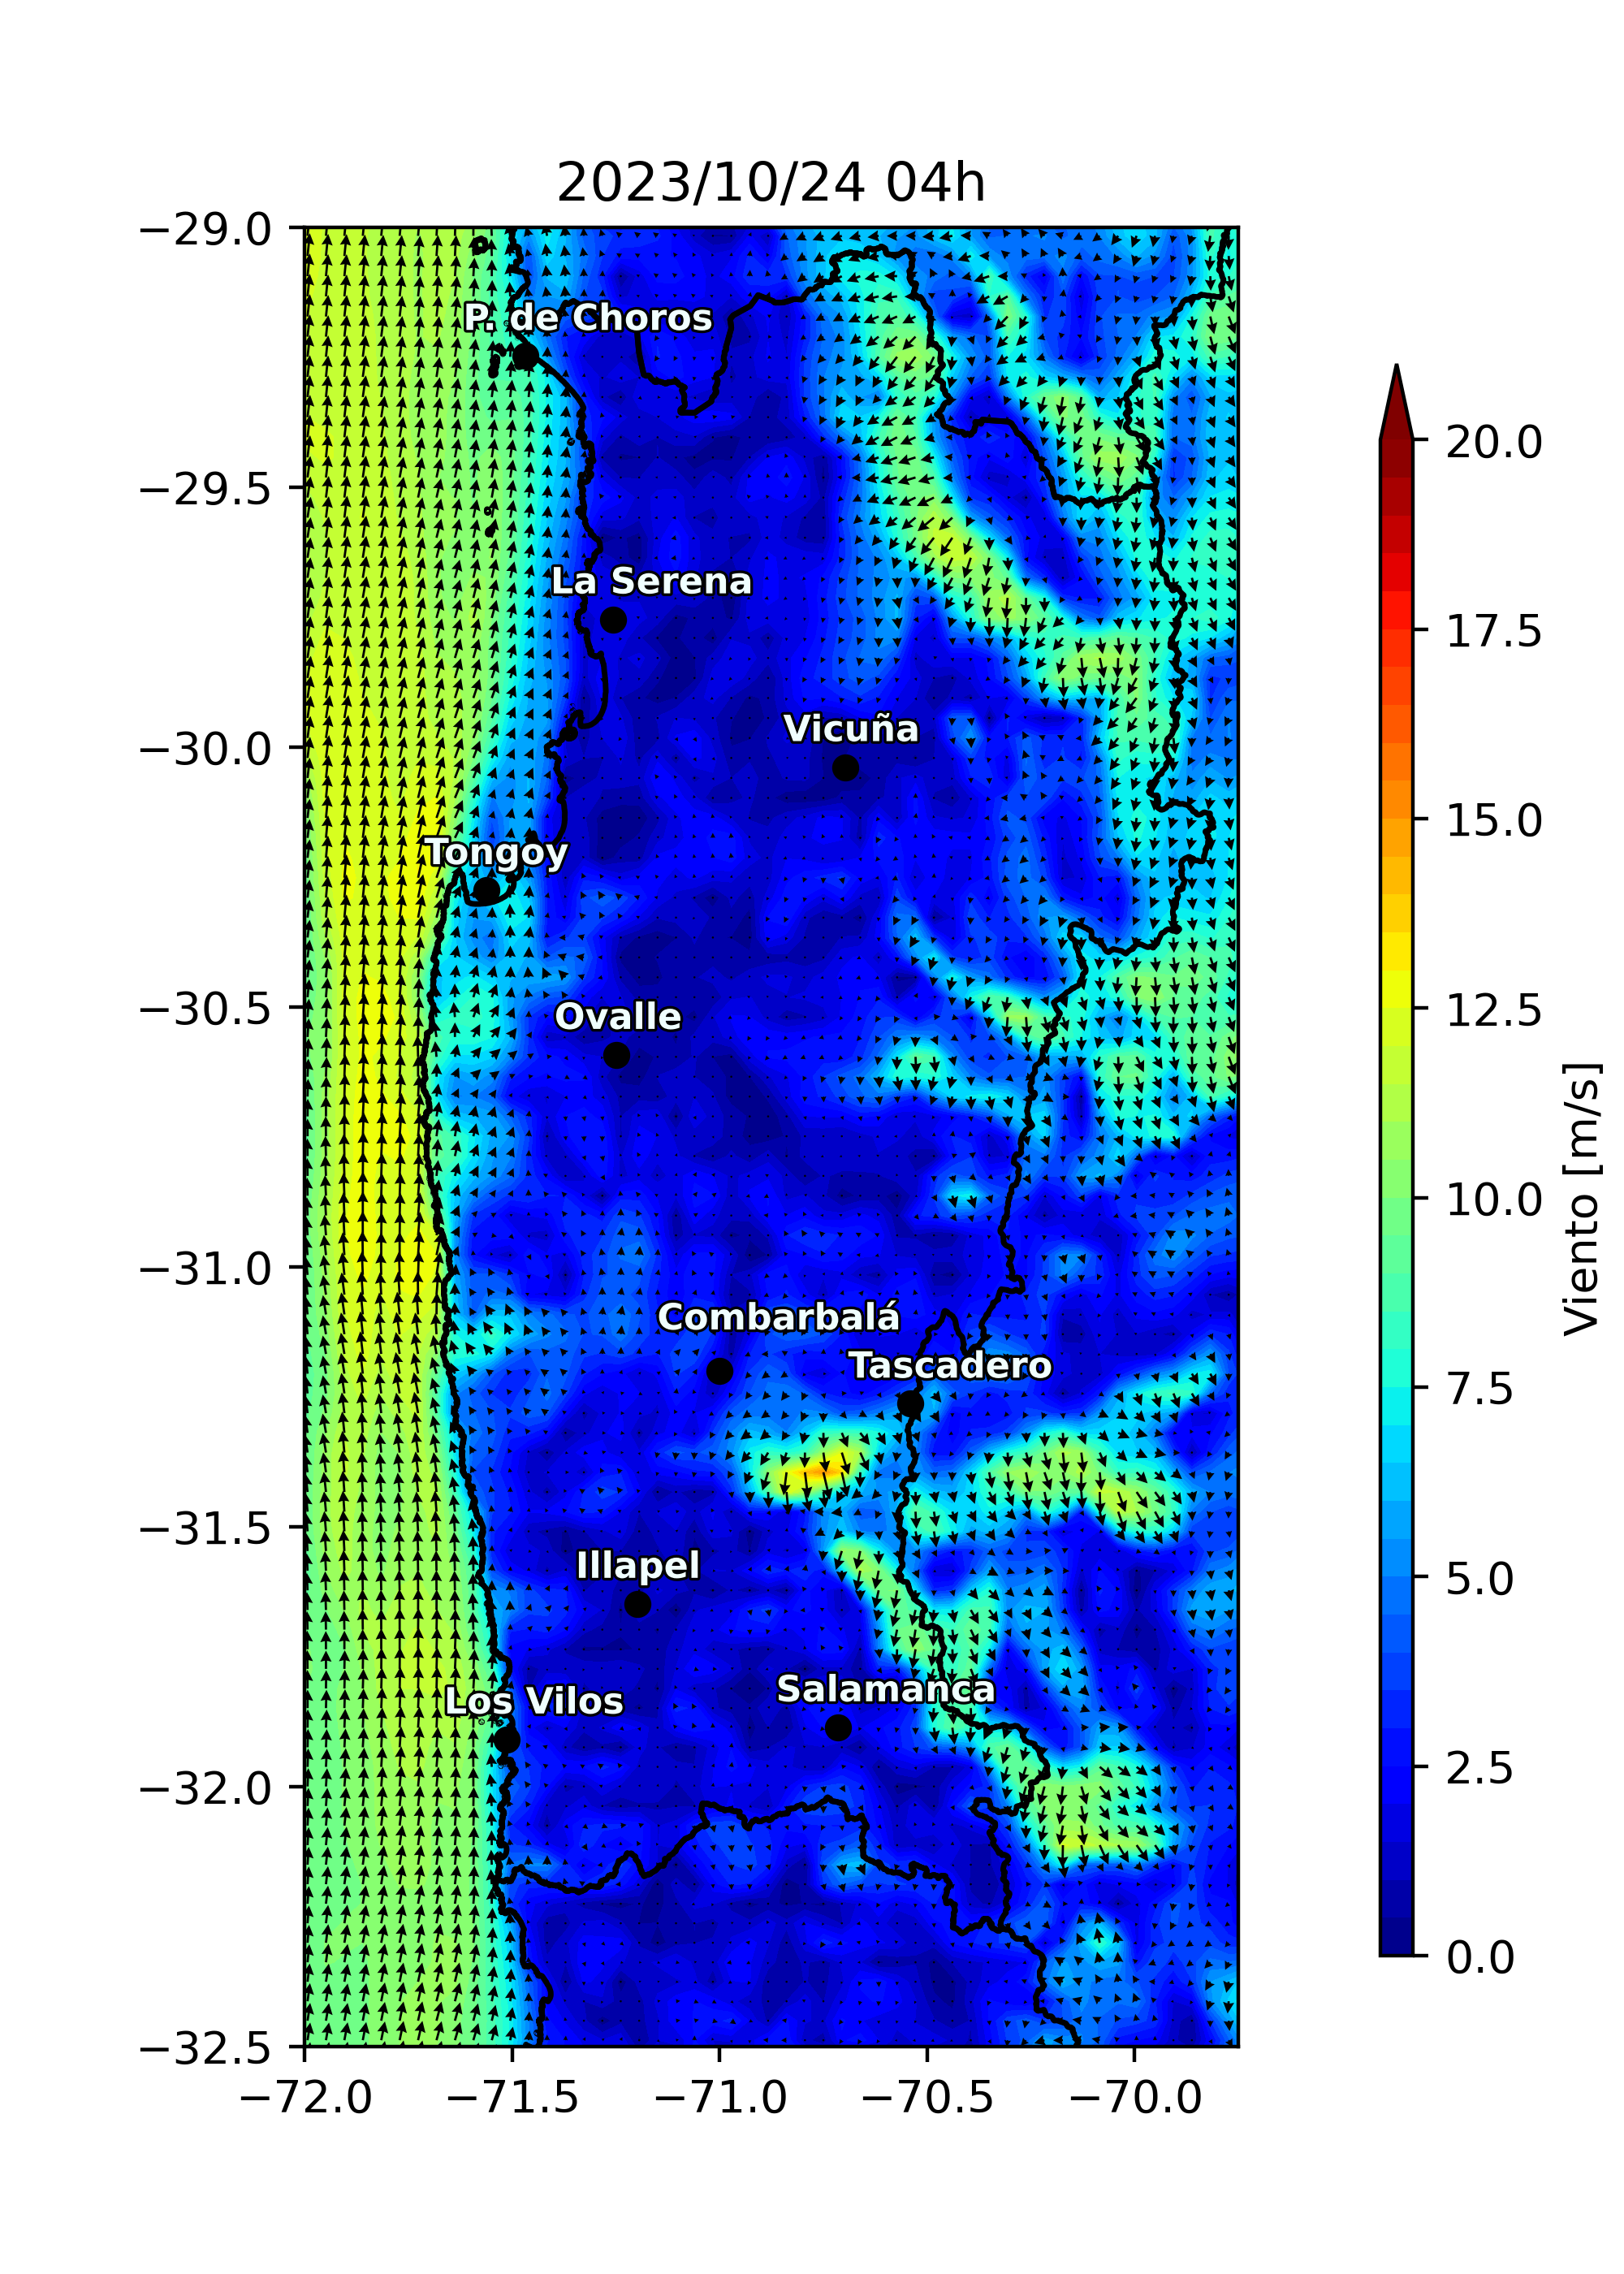 2023/10/24 04h
−29.0
−29.5
−30.0
−30.5
−31.0
−31.5
−32.0
−32.5
−72.0
−71.5
−71.0
−70.5
−70.0
P. de Choros
La Serena
Vicuña
Tongoy
Ovalle
Combarbalá
Tascadero
Illapel
Salamanca
Los Vilos
20.0
17.5
15.0
12.5
10.0
7.5
5.0
2.5
0.0
Viento [m/s]